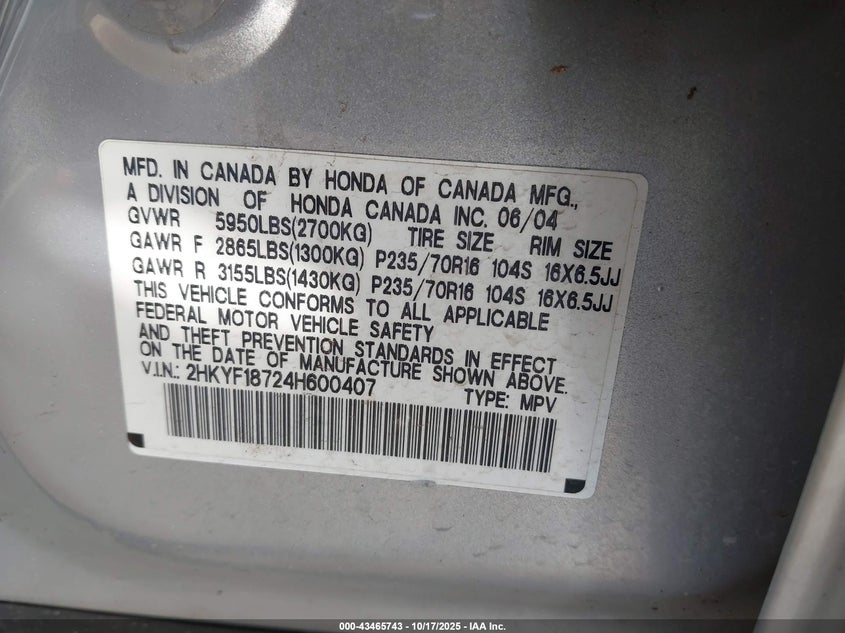 MFD. IN CANADA BY HONDA OF CANADA MFG.,
A DIVISION OF HONDA CANADA INC. 06/04
GVWR 5950LBS(2700KG) TIRE SIZE RIM SIZE
GAWR F 2865LBS(1300KG) P235/70R16 104S 16X6.5JJ
GAWR R 3155LBS(1430KG) P235/70R16 104S 16X6.5JJ
THIS VEHICLE CONFORMS TO ALL APPLICABLE
FEDERAL MOTOR VEHICLE SAFETY
AND THEFT PREVENTION STANDARDS IN EFFECT
ON THE DATE OF MANUFACTURE SHOWN ABOVE.
V.I.N.: 2HKYF18724H600407 TYPE: MPV
000-43465743 - 10/17/2025 - IAA Inc.